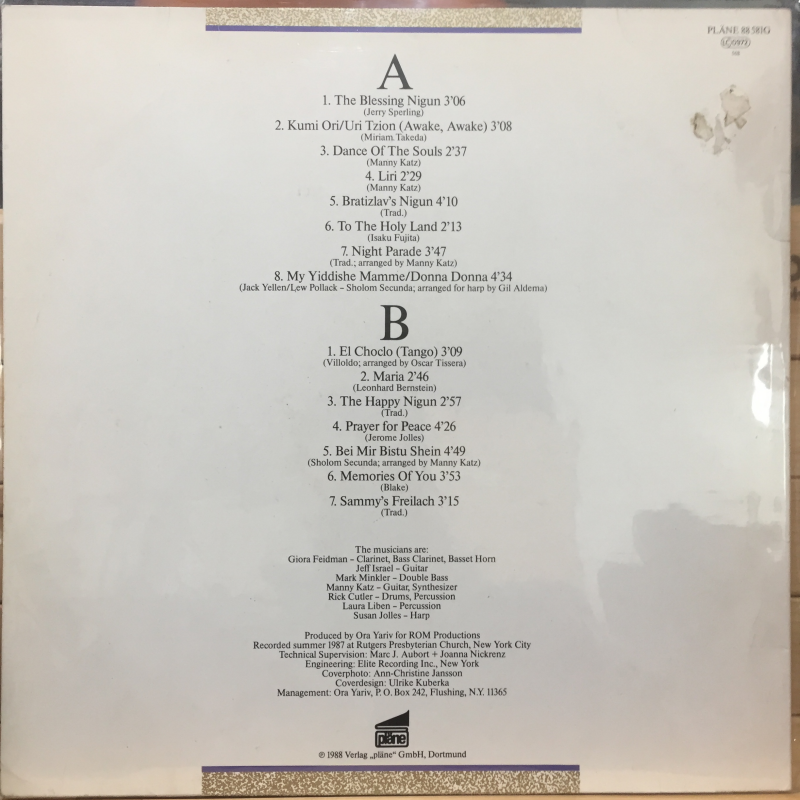 PLÄNE 88 581
A
1. The Blessing Nigun 3'06
(Jerry Sperling)
2. Kumi Ori/Uri Tzion (Awake, Awake) 3'08
(Miriam Takeda)
3. Dance Of The Souls 2'37
(Manny Katz)
4. Liri 2'29
(Manny Katz)
5. Bratizlav's Nigun 4'10
(Trad.)
6. To The Holy Land 2'13
(Isaku Fujita)
7. Night Parade 3'47
(Trad.; arranged by Manny Katz)
8. My Yiddishe Mamme/Donna Donna 4'34
(Jack Yellen/Lew Pollack – Sholom Secunda; arranged for harp by Gil Aldema)
B
1. El Choclo (Tango) 3'09
(Villoldo; arranged by Oscar Tissera)
2. Maria 2'46
(Leonhard Bernstein)
3. The Happy Nigun 2'57
(Trad.)
4. Prayer for Peace 4'26
(Jerome Jolles)
5. Bei Mir Bistu Shein 4'49
(Sholom Secunda; arranged by Manny Katz)
6. Memories Of You 3'53
(Blake)
7. Sammy's Freilach 3'15
(Trad.)
The musicians are:
Giora Feidman – Clarinet, Bass Clarinet, Basset Horn
Jeff Israel – Guitar
Mark Minkler – Double Bass
Manny Katz – Guitar, Synthesizer
Rick Cutler – Drums, Percussion
Laura Liben – Percussion
Susan Jolles – Harp
Produced by Ora Yariv for ROM Productions
Recorded summer 1987 at Rutgers Presbyterian Church, New York City
Technical Supervision: Marc J. Aubort + Joanna Nickrenz
Engineering: Elite Recording Inc., New York
Coverphoto: Ann-Christine Jansson
Coverdesign: Ulrike Kuberka
Management: Ora Yariv, P. O. Box 242, Flushing, N.Y. 11365
pläne
℗ 1988 Verlag „pläne" GmbH, Dortmund